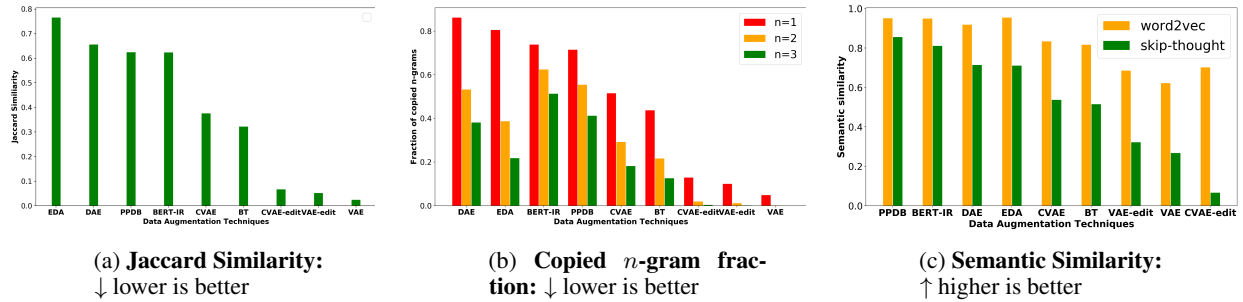 0.8
0.7
0.6
0.5
0.4
0.3
0.2
0.1
0.0
Jaccard Similiarity
EDA DAE PPDB BERT-IR CVAE BT CVAE-edit VAE-edit VAE
Data Augmentation Techniques
(a) Jaccard Similarity:
↓ lower is better
n=1
n=2
n=3
0.8
0.6
0.4
0.2
0.0
Fraction of copied n-grams
DAE EDA BERT-IR PPDB CVAE BT CVAE-edit VAE-edit VAE
Data Augmentation Techniques
(b) Copied n-gram frac-
tion: ↓ lower is better
word2vec
skip-thought
1.0
0.8
0.6
0.4
0.2
0.0
Semantic similarity
PPDB BERT-IR DAE EDA CVAE BT VAE-edit VAE CVAE-edit
Data Augmentation Techniques
(c) Semantic Similarity:
↑ higher is better